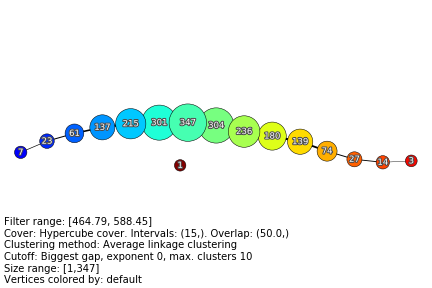 7 23 61 137 215 301 347 304 236 180 139 74 27 14 3
1
Filter range: [464.79, 588.45]
Cover: Hypercube cover. Intervals: (15,). Overlap: (50.0,)
Clustering method: Average linkage clustering
Cutoff: Biggest gap, exponent 0, max. clusters 10
Size range: [1,347]
Vertices colored by: default